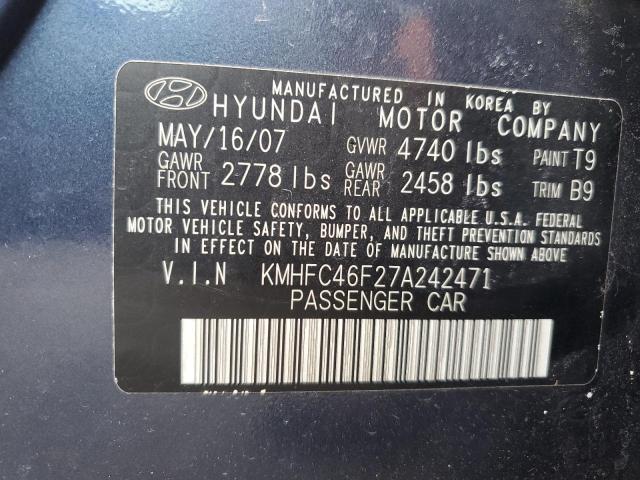 MANUFACTURED IN KOREA BY
HYUNDAI MOTOR COMPANY
MAY/16/07 GVWR 4740 lbs PAINT T9
GAWR FRONT 2778 lbs GAWR REAR 2458 lbs TRIM B9
THIS VEHICLE CONFORMS TO ALL APPLICABLE U.S.A. FEDERAL
MOTOR VEHICLE SAFETY, BUMPER, AND THEFT PREVENTION STANDARDS
IN EFFECT ON THE DATE OF MANUFACTURE SHOWN ABOVE
V.I.N KMHFC46F27A242471
PASSENGER CAR